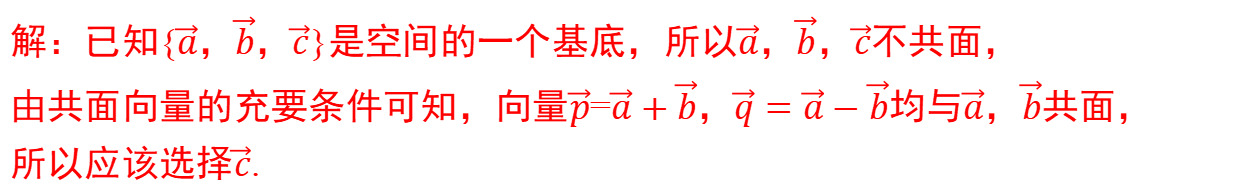 解：已知{a⃗，b⃗，c⃗}是空间的一个基底，所以a⃗，b⃗，c⃗不共面，
由共面向量的充要条件可知，向量p⃗=a⃗ + b⃗，q⃗ = a⃗ − b⃗均与a⃗，b⃗共面，
所以应该选择c⃗.